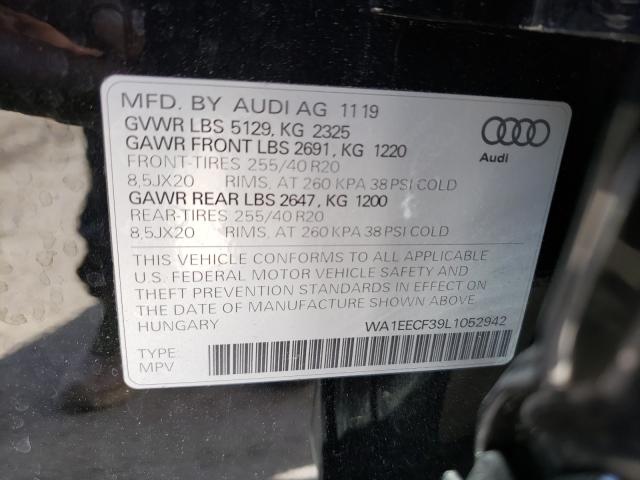 MFD. BY AUDI AG 11 19
GVWR LBS 5129, KG 2325
GAWR FRONT LBS 2691, KG 1220
FRONT-TIRES 255/40 R20
8,5JX20 RIMS, AT 260 KPA 38 PSI COLD
GAWR REAR LBS 2647, KG 1200
REAR-TIRES 255/40 R20
8,5JX20 RIMS, AT 260 KPA 38 PSI COLD
Audi
THIS VEHICLE CONFORMS TO ALL APPLICABLE
U.S. FEDERAL MOTOR VEHICLE SAFETY AND
THEFT PREVENTION STANDARDS IN EFFECT ON
THE DATE OF MANUFACTURE SHOWN ABOVE.
HUNGARY
WA1EECF39L1052942
TYPE:
MPV